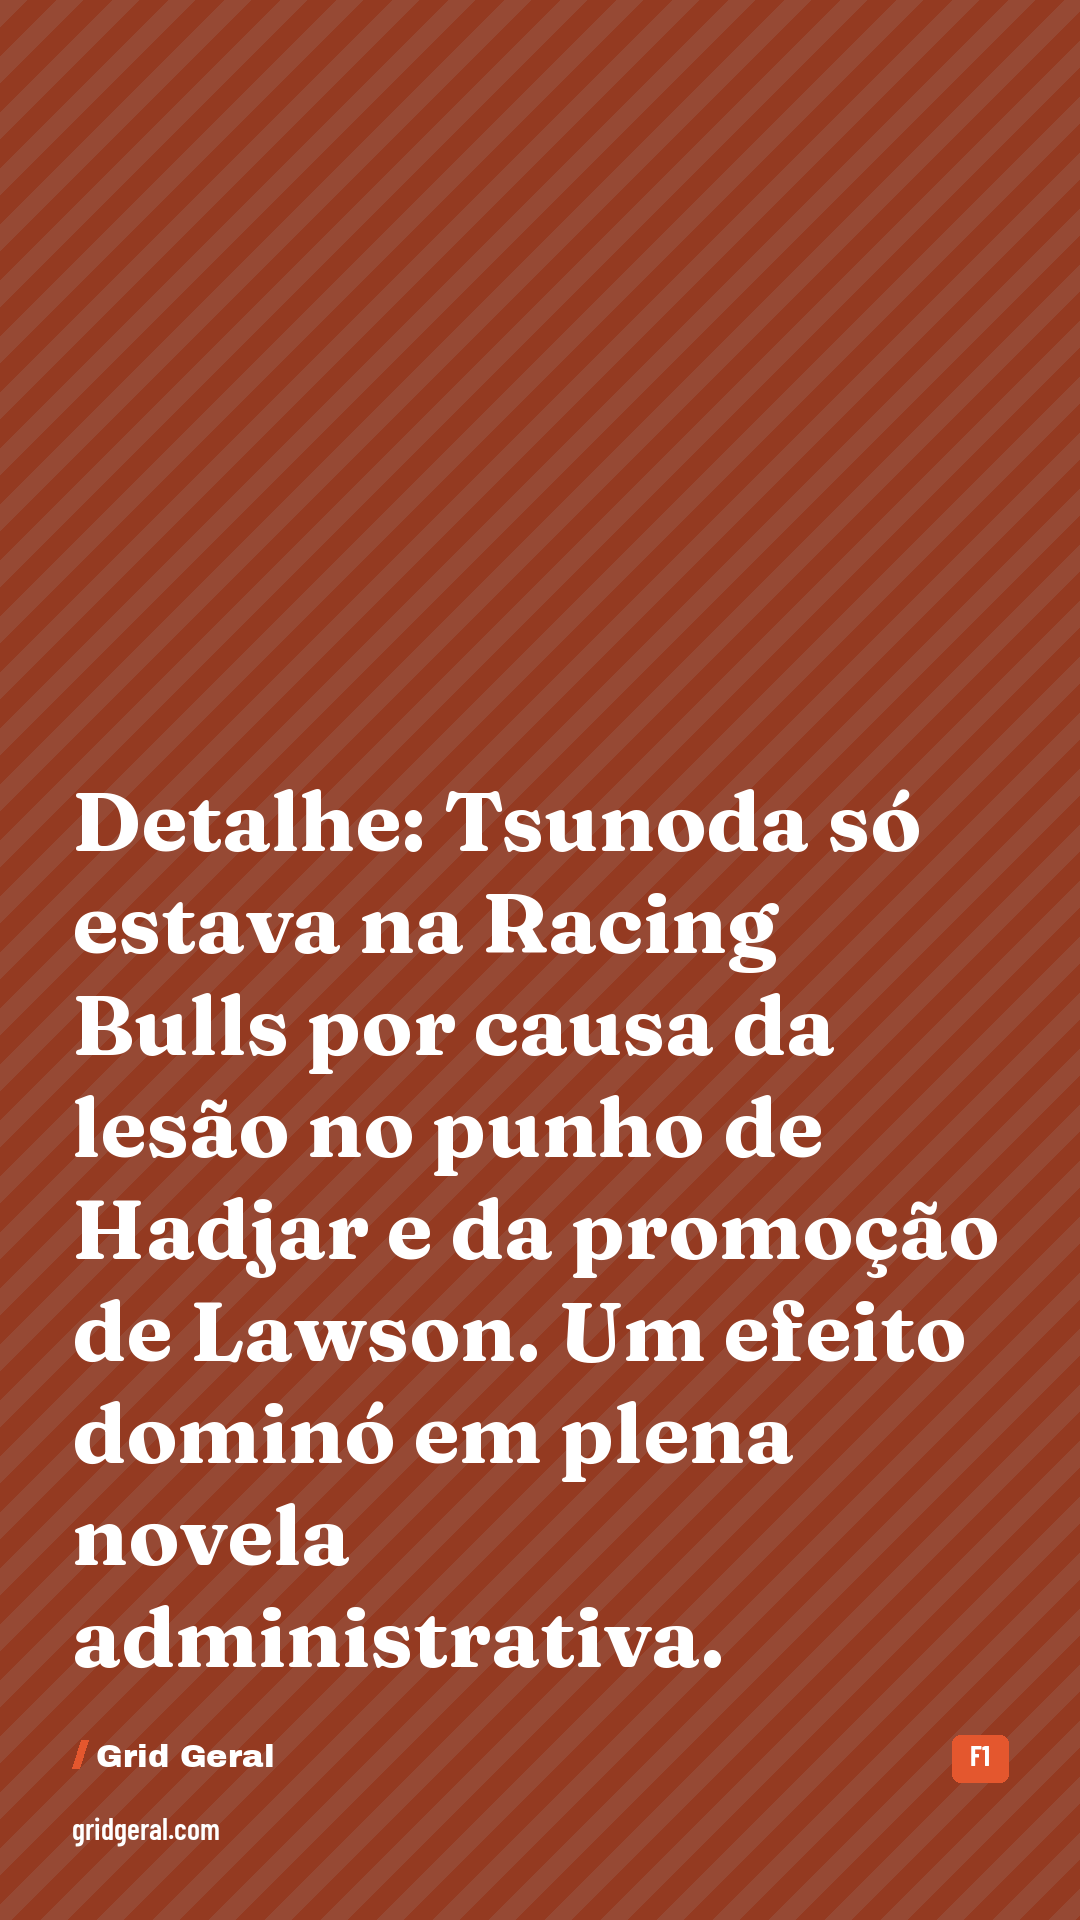 Detalhe: Tsunoda só
estava na Racing
Bulls por causa da
lesão no punho de
Hadjar e da promoção
de Lawson. Um efeito
dominó em plena
novela
administrativa.
/ Grid Geral
F1
gridgeral.com